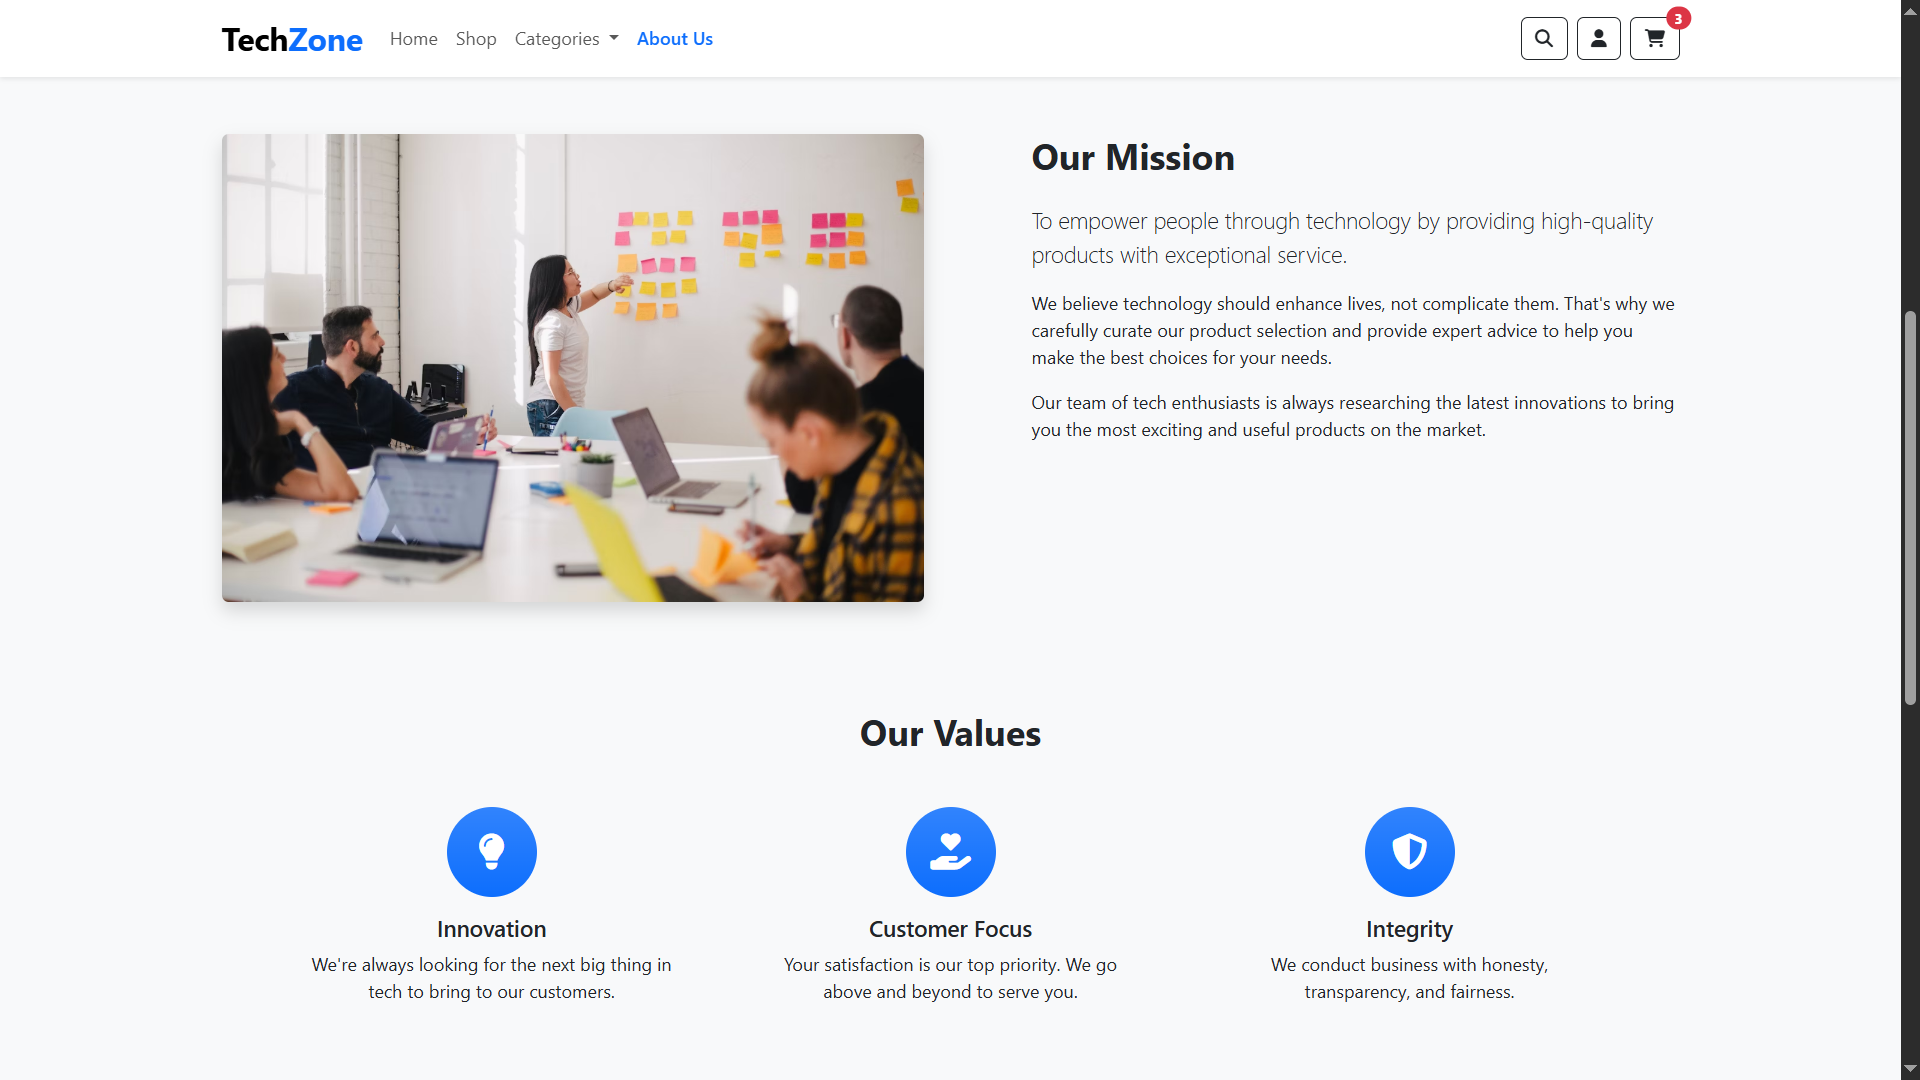 TechZone
Home
Shop
Categories
About Us
3
Our Mission
To empower people through technology by providing high-quality
products with exceptional service.
We believe technology should enhance lives, not complicate them. That's why we
carefully curate our product selection and provide expert advice to help you
make the best choices for your needs.
Our team of tech enthusiasts is always researching the latest innovations to bring
you the most exciting and useful products on the market.
Our Values
Innovation
We're always looking for the next big thing in
tech to bring to our customers.
Customer Focus
Your satisfaction is our top priority. We go
above and beyond to serve you.
Integrity
We conduct business with honesty,
transparency, and fairness.